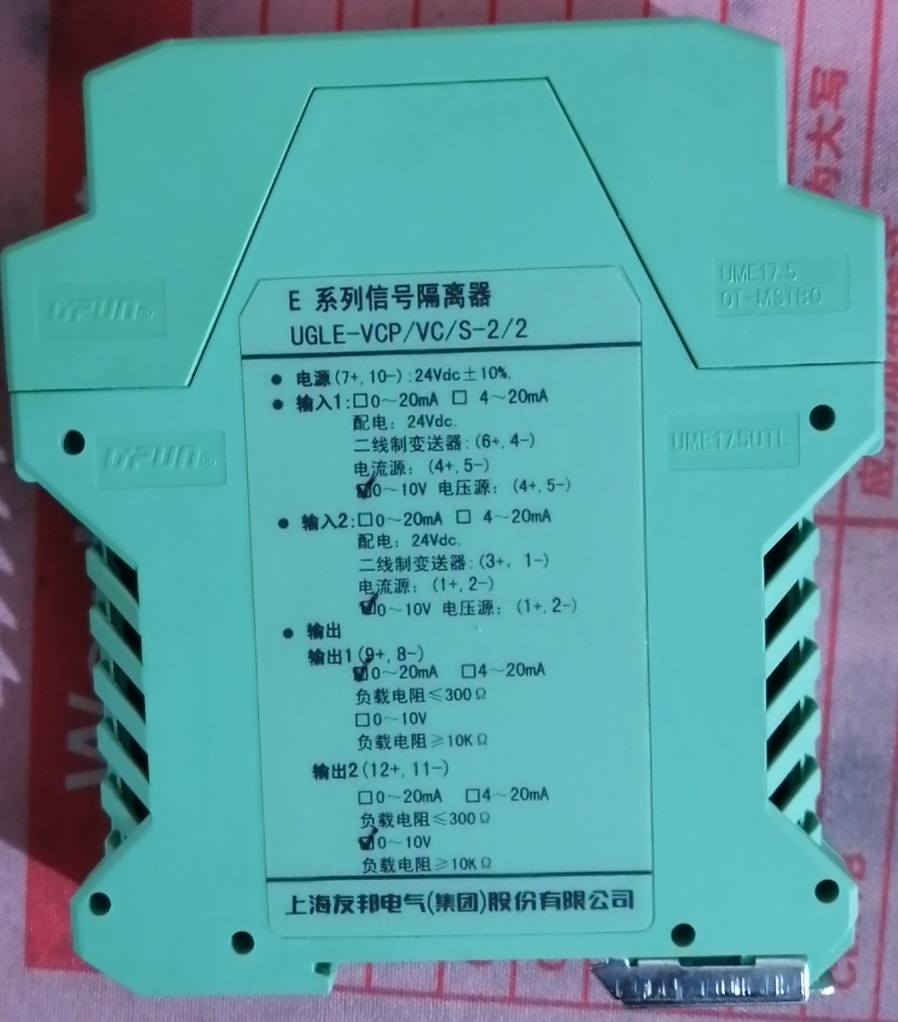 E 系列信号隔离器
UGLE-VCP/VC/S-2/2
● 电源(7+, 10-):24Vdc±10%.
● 输入1:□0～20mA □ 4～20mA
配电: 24Vdc.
二线制变送器:(6+, 4-)
电流源: (4+, 5-)
☑0～10V 电压源: (4+, 5-)
● 输入2:□0～20mA □ 4～20mA
配电: 24Vdc.
二线制变送器:(3+, 1-)
电流源: (1+, 2-)
☑0～10V 电压源: (1+, 2-)
● 输出
输出1(9+, 8-)
☑0～20mA □4～20mA
负载电阻≤300Ω
□0～10V
负载电阻≥10KΩ
输出2(12+, 11-)
□0～20mA □4～20mA
负载电阻≤300Ω
☑0～10V
负载电阻≥10KΩ
上海友邦电气(集团)股份有限公司
UPUN®
UME17.5
OT-MSTBO
UPUN®
UME17.5UTL
大写